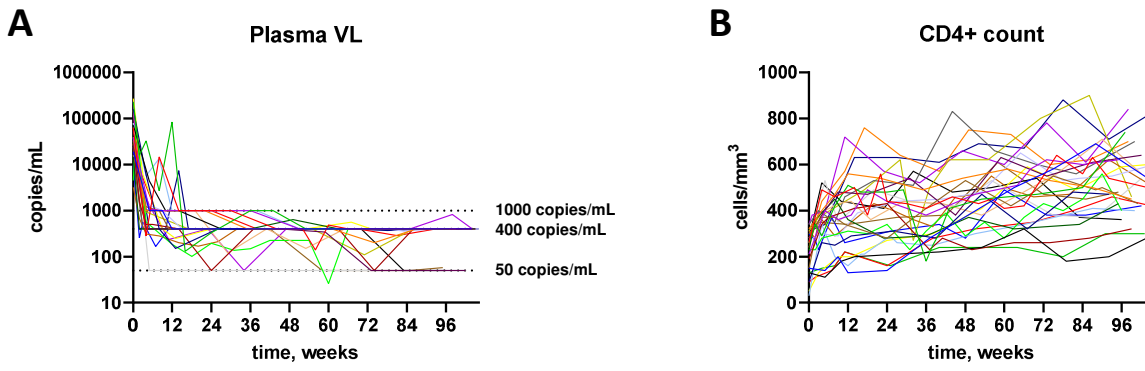 A
Plasma VL
1000000
100000
10000
1000
100
10
copies/mL
0 12 24 36 48 60 72 84 96
time, weeks
1000 copies/mL
400 copies/mL
50 copies/mL
B
CD4+ count
1000
800
600
400
200
0
cells/mm³
0 12 24 36 48 60 72 84 96
time, weeks